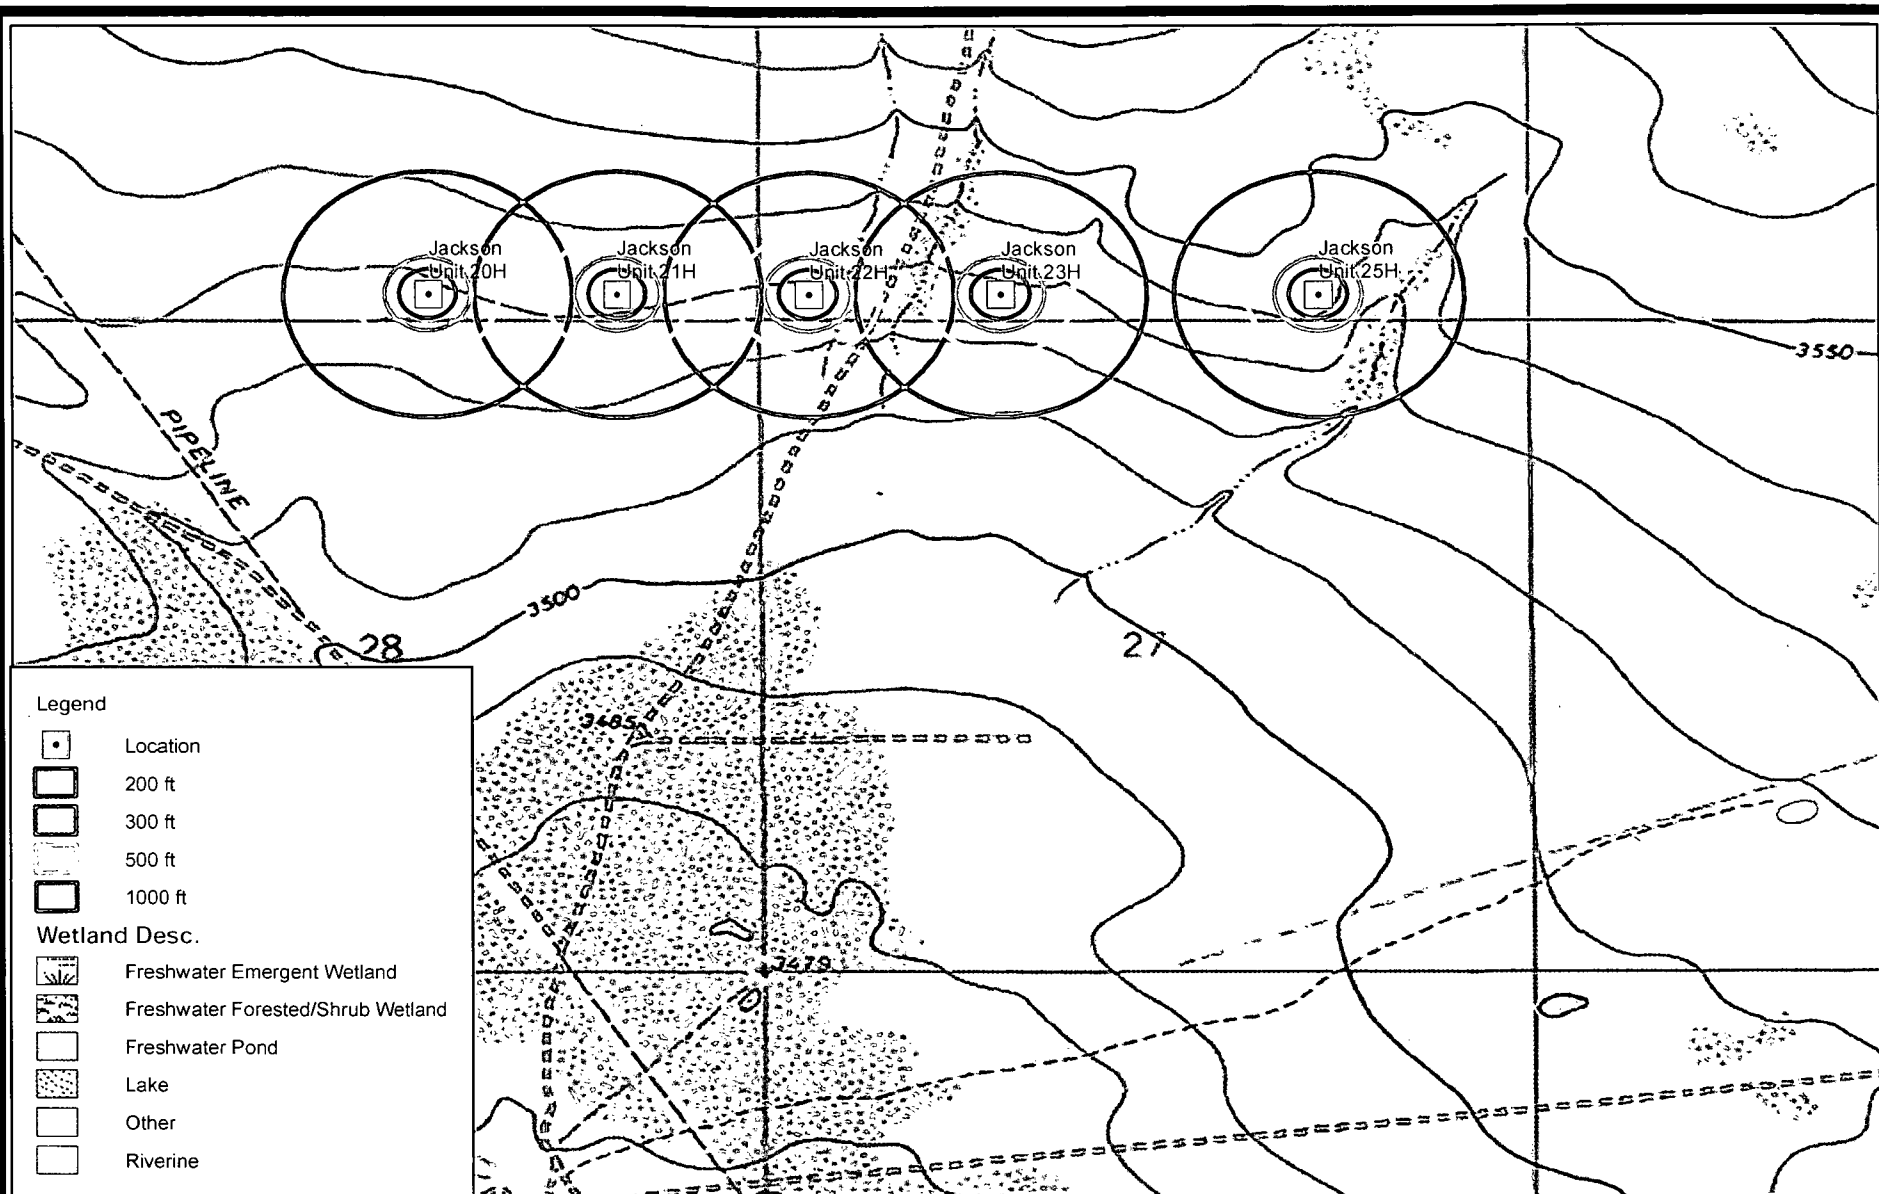 Jackson
Unit 20H
Jackson
Unit 21H
Jackson
Unit 22H
Jackson
Unit 23H
Jackson
Unit 25H
3550
PIPELINE
3500
28
27
3485
3479
Legend
Location
200 ft
300 ft
500 ft
1000 ft
Wetland Desc.
Freshwater Emergent Wetland
Freshwater Forested/Shrub Wetland
Freshwater Pond
Lake
Other
Riverine